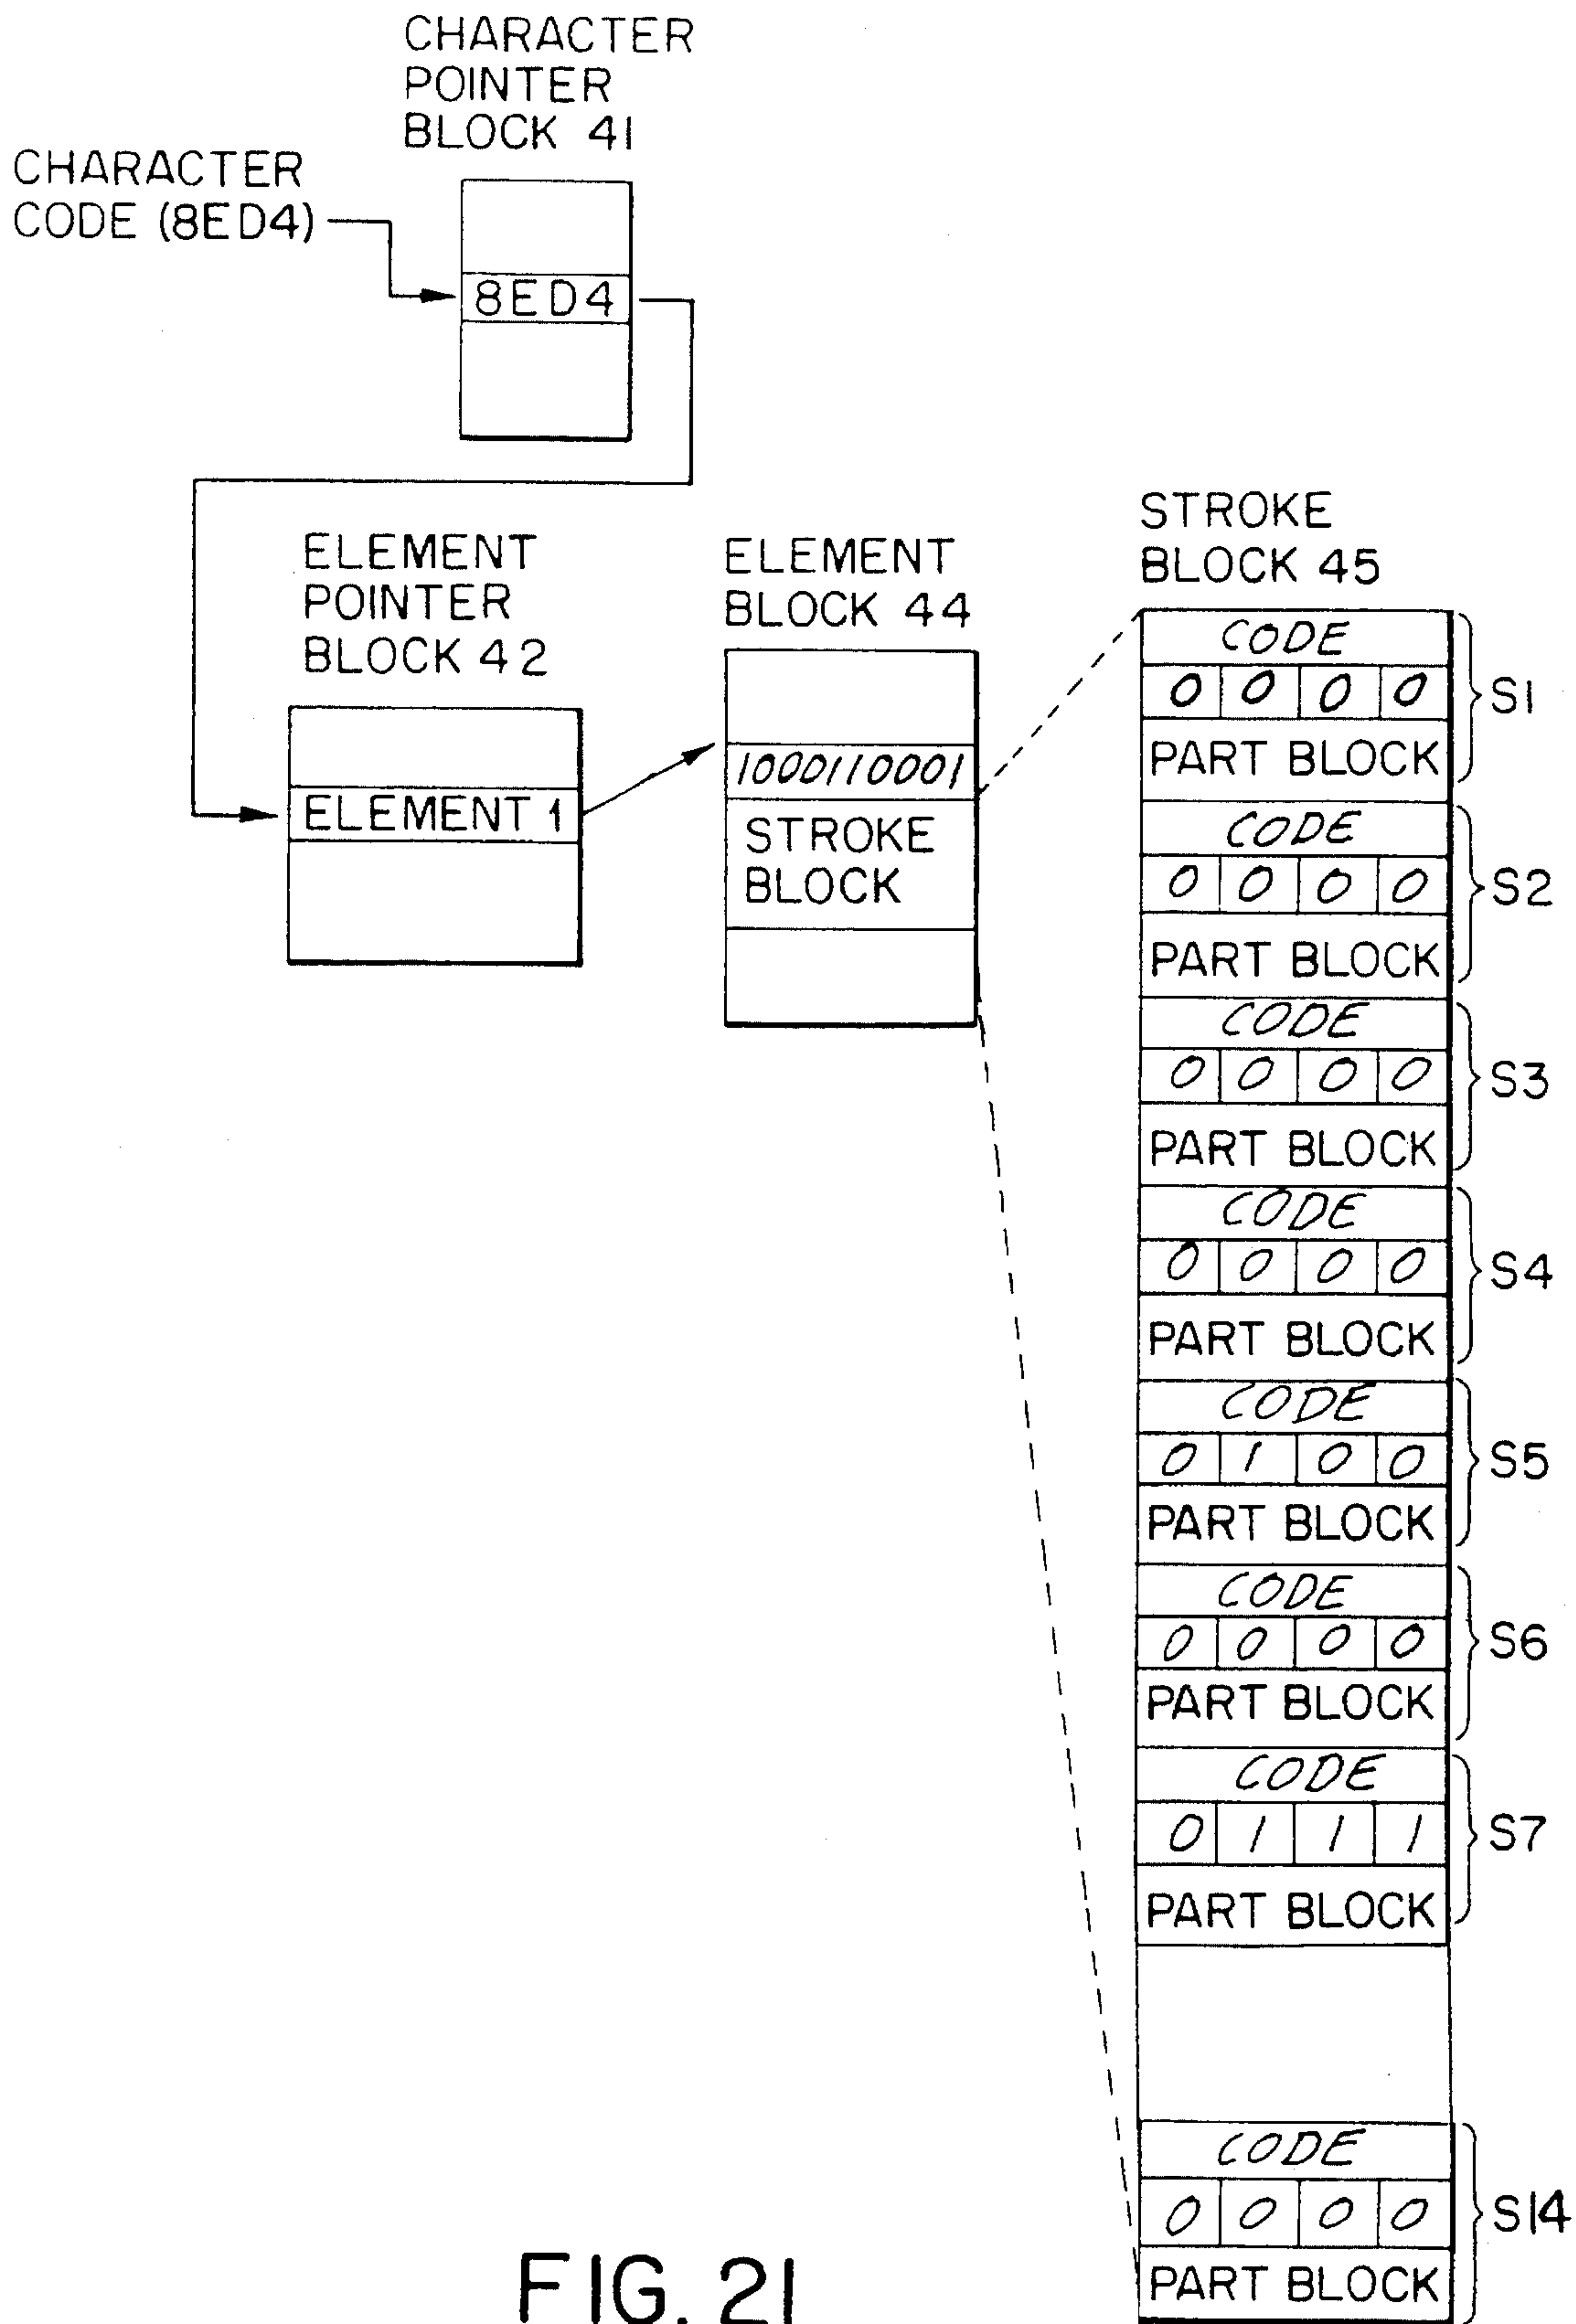 CHARACTER
POINTER
BLOCK 41
CHARACTER
CODE (8ED4)
8ED4
ELEMENT
POINTER
BLOCK 42
ELEMENT 1
ELEMENT
BLOCK 44
1000110001
STROKE
BLOCK
STROKE
BLOCK 45
CODE
0 0 0 0
PART BLOCK
S1
CODE
0 0 0 0
PART BLOCK
S2
CODE
0 0 0 0
PART BLOCK
S3
CODE
0 0 0 0
PART BLOCK
S4
CODE
0 1 0 0
PART BLOCK
S5
CODE
0 0 0 0
PART BLOCK
S6
CODE
0 1 1 1
PART BLOCK
S7
CODE
0 0 0 0
PART BLOCK
S14
FIG. 21